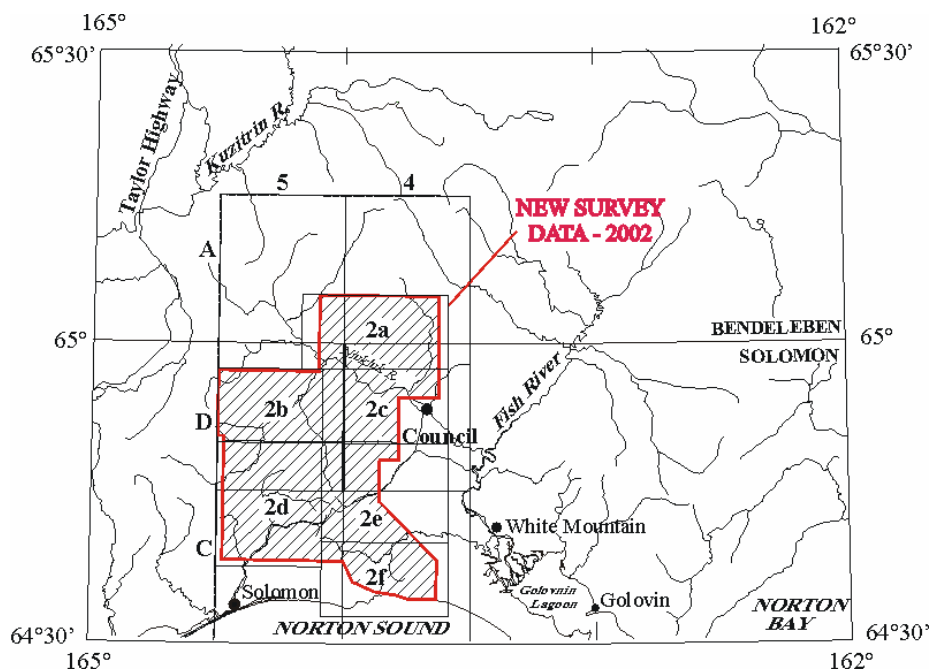 165°
162°
65°30'
65°30'
Taylor Highway
Kuzitrin R.
5
4
NEW SURVEY
DATA - 2002
A
2a
BENDELEBEN
65°
65°
SOLOMON
Fish River
2b
2c
D
Council
2d
2e
White Mountain
C
2f
Solomon
Golovnin
Lagoon
Golovin
NORTON
BAY
NORTON SOUND
64°30'
64°30'
165°
162°